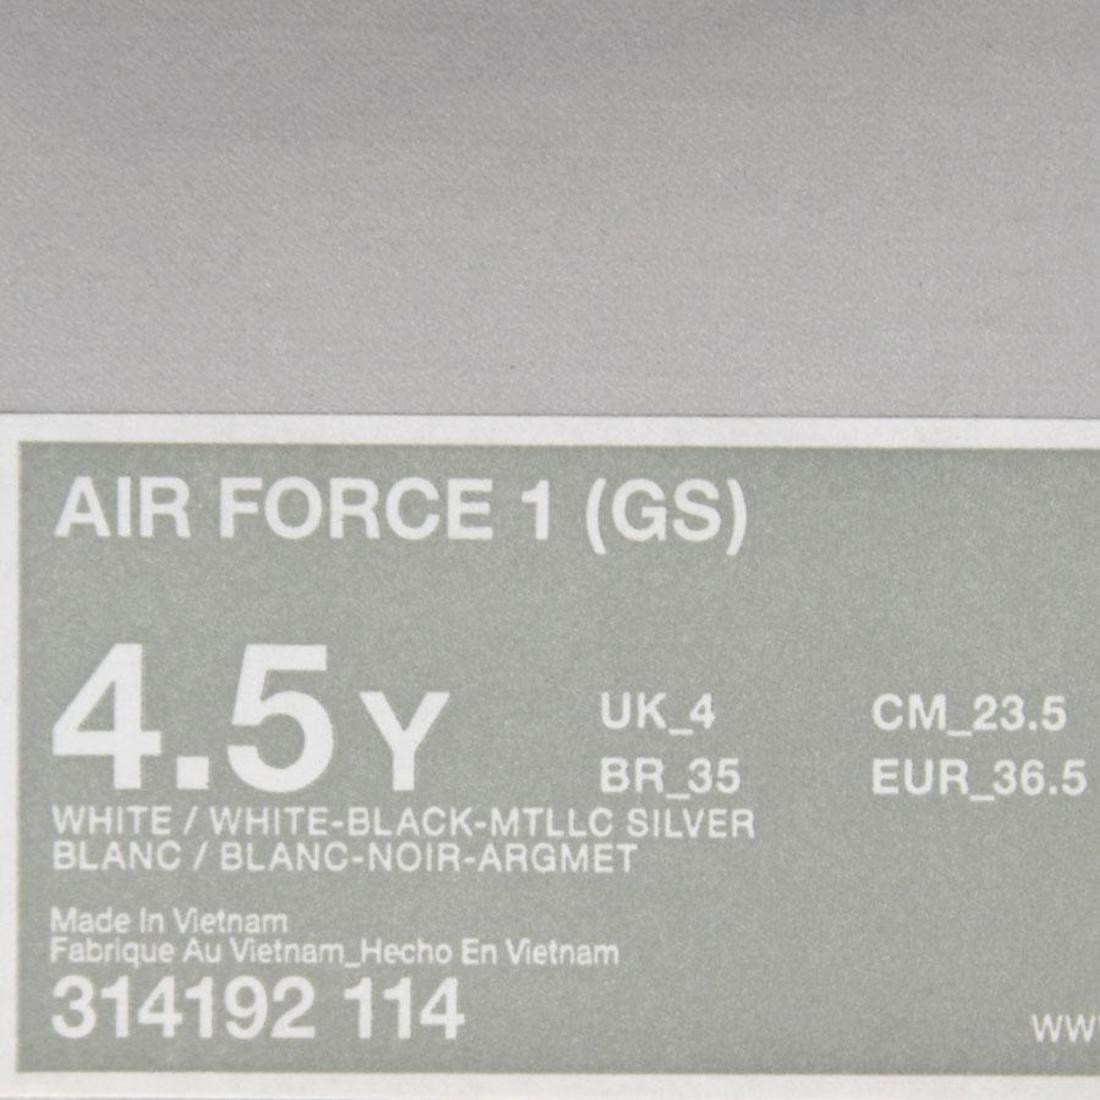 AIR FORCE 1 (GS)
4.5 Y
UK_4 CM_23.5
BR_35 EUR_36.5
WHITE / WHITE-BLACK-MTLLC SILVER
BLANC / BLANC-NOIR-ARGMET
Made In Vietnam
Fabrique Au Vietnam_Hecho En Vietnam
314192 114